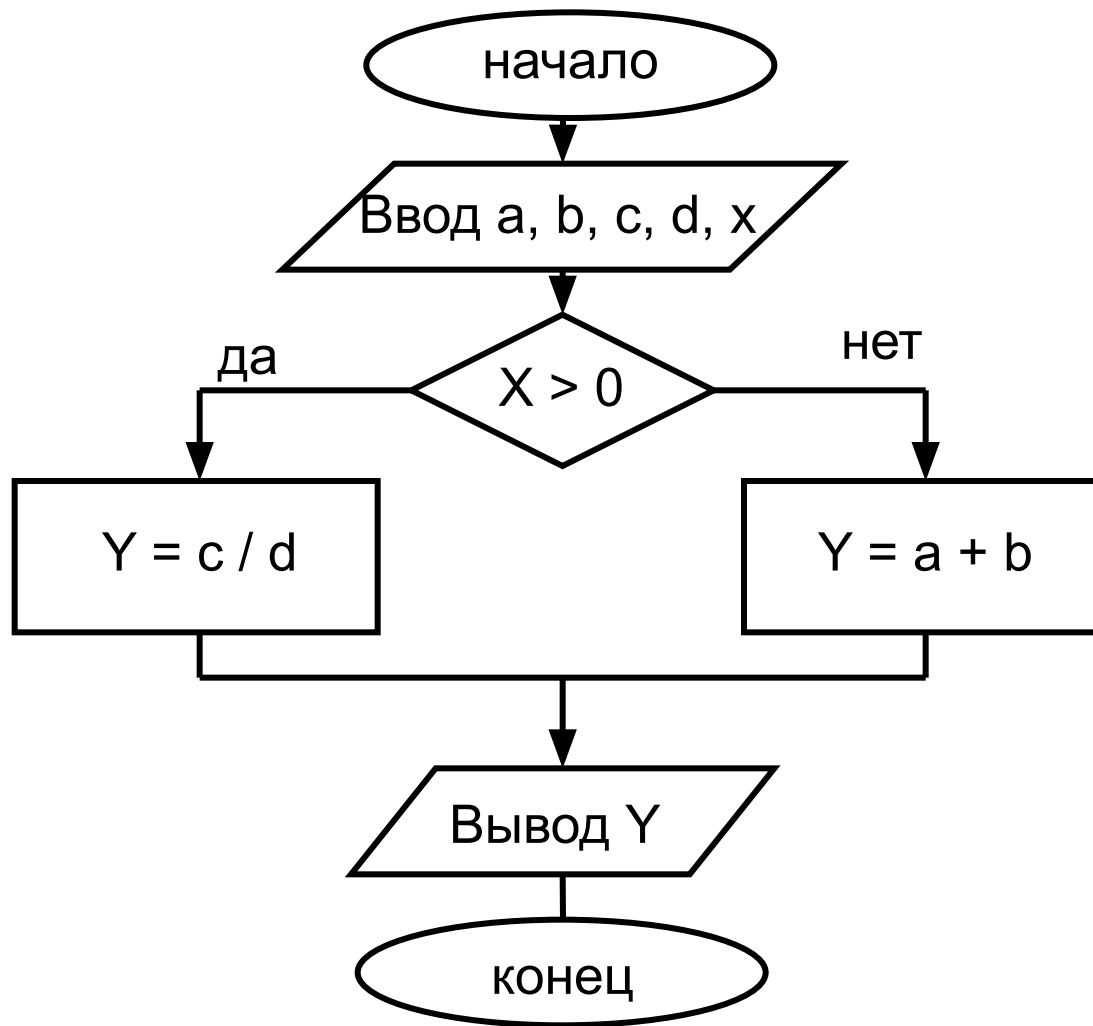 начало
Ввод a, b, c, d, x
да
нет
X > 0
Y = c / d
Y = a + b
Вывод Y
конец